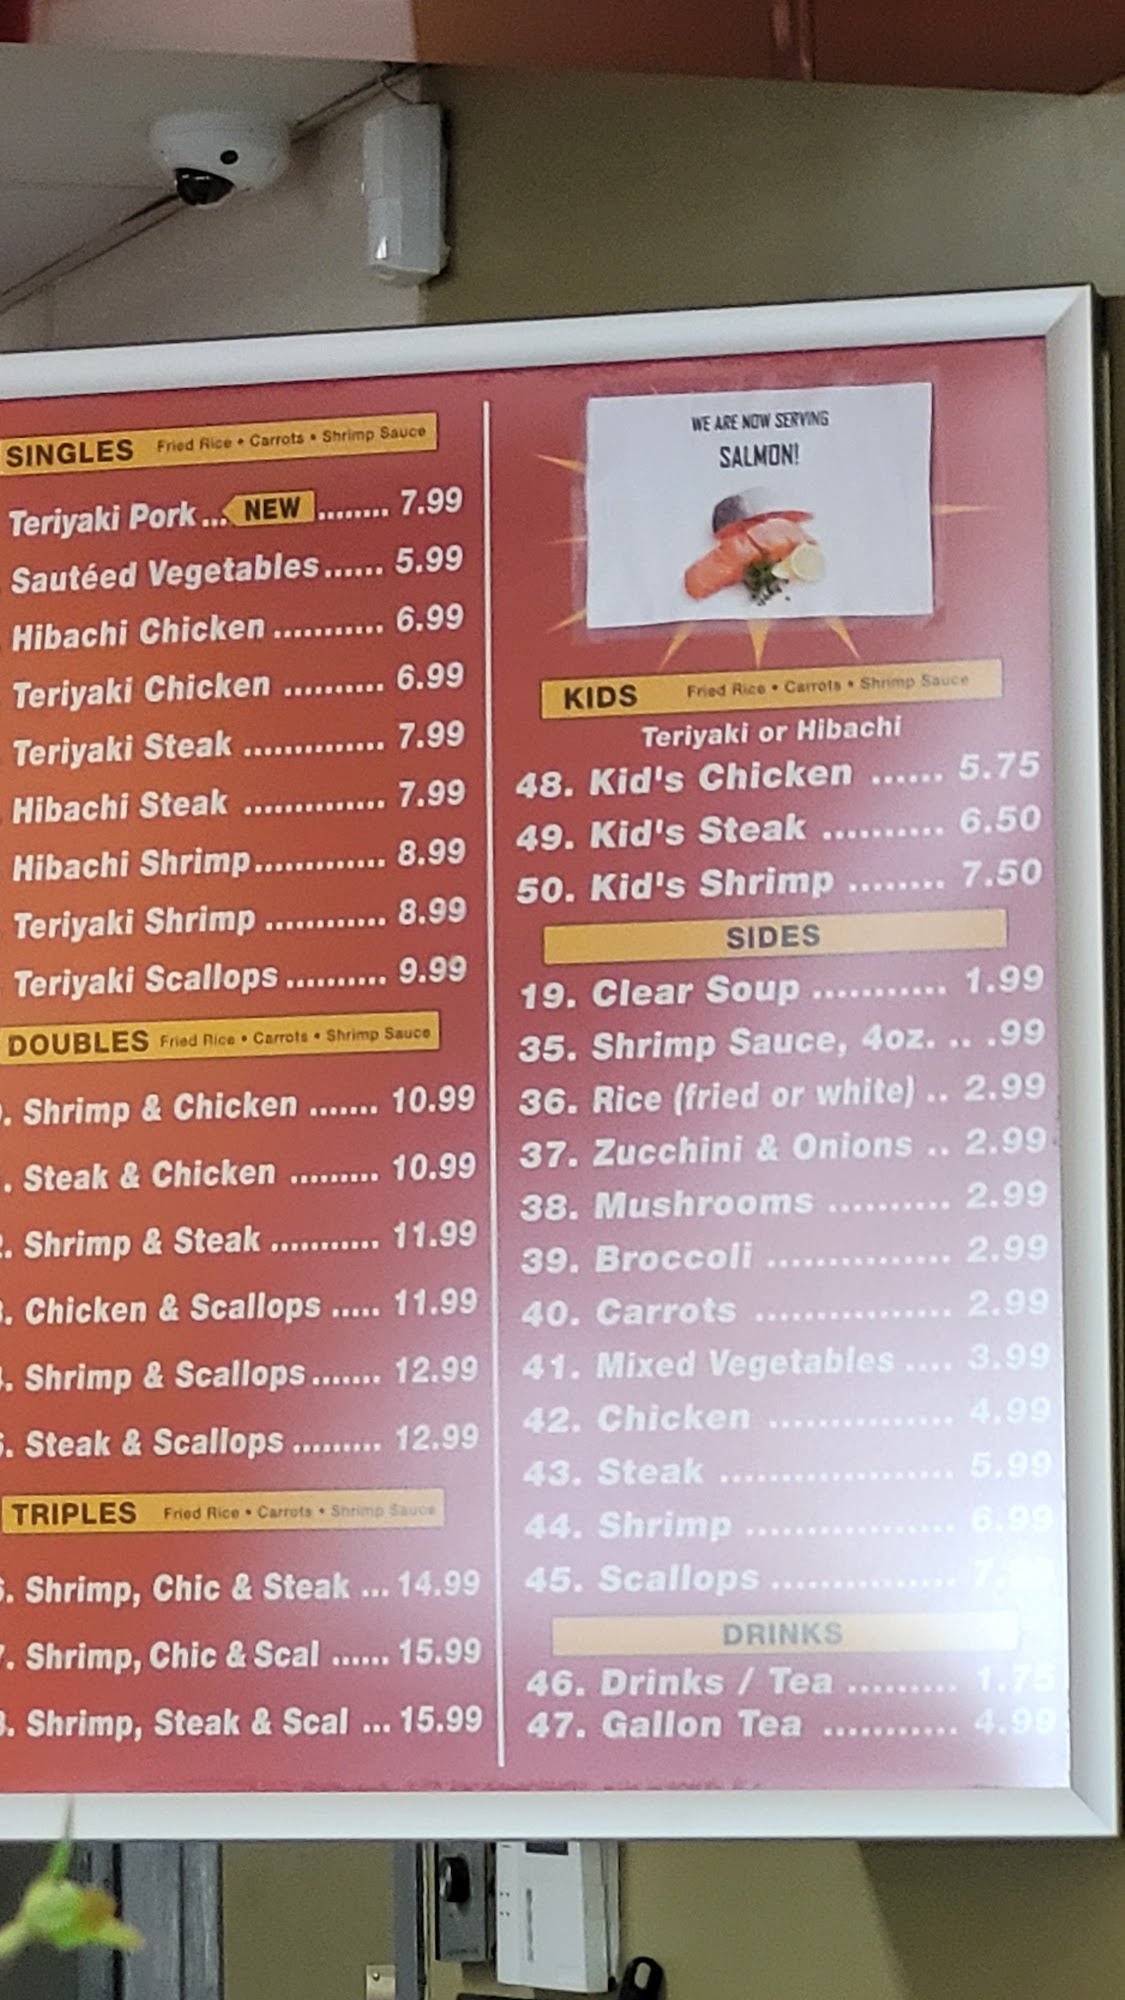 SINGLES Fried Rice • Carrots • Shrimp Sauce
Teriyaki Pork... NEW ........ 7.99
Sautéed Vegetables...... 5.99
Hibachi Chicken ........... 6.99
Teriyaki Chicken .......... 6.99
Teriyaki Steak .............. 7.99
Hibachi Steak .............. 7.99
Hibachi Shrimp............. 8.99
Teriyaki Shrimp ............ 8.99
Teriyaki Scallops .......... 9.99
DOUBLES Fried Rice • Carrots • Shrimp Sauce
. Shrimp & Chicken ....... 10.99
. Steak & Chicken ......... 10.99
. Shrimp & Steak ........... 11.99
. Chicken & Scallops ..... 11.99
. Shrimp & Scallops....... 12.99
. Steak & Scallops ......... 12.99
TRIPLES Fried Rice • Carrots • Shrimp Sauce
. Shrimp, Chic & Steak ... 14.99
. Shrimp, Chic & Scal ...... 15.99
. Shrimp, Steak & Scal ... 15.99
WE ARE NOW SERVING
SALMON!
KIDS Fried Rice • Carrots • Shrimp Sauce
Teriyaki or Hibachi
48. Kid's Chicken ...... 5.75
49. Kid's Steak .......... 6.50
50. Kid's Shrimp ........ 7.50
SIDES
19. Clear Soup ........... 1.99
35. Shrimp Sauce, 4oz. .. .99
36. Rice (fried or white) .. 2.99
37. Zucchini & Onions .. 2.99
38. Mushrooms .......... 2.99
39. Broccoli ............... 2.99
40. Carrots ................ 2.99
41. Mixed Vegetables .... 3.99
42. Chicken ............... 4.99
43. Steak ................... 5.99
44. Shrimp ................. 6.99
45. Scallops ...............
DRINKS
46. Drinks / Tea ......... 1.75
47. Gallon Tea ........... 4.99